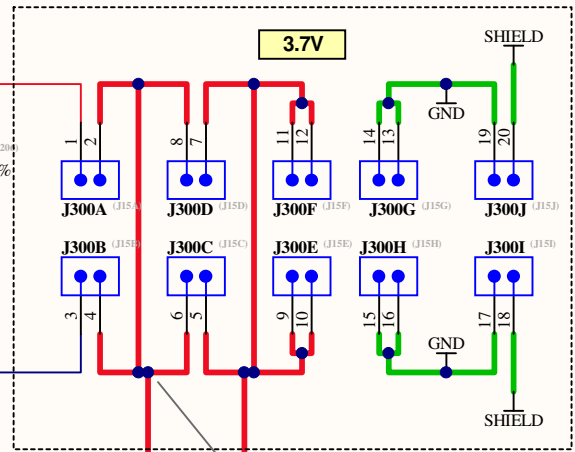 3.7V
SHIELD
GND
1
2
8
7
11
12
14
13
19
20
%
J300A (J15A)
J300D (J15D)
J300F (J15F)
J300G (J15G)
J300J (J15J)
J300B (J15B)
J300C (J15C)
J300E (J15E)
J300H (J15H)
J300I (J15I)
3
4
6
5
9
10
15
16
17
18
GND
SHIELD